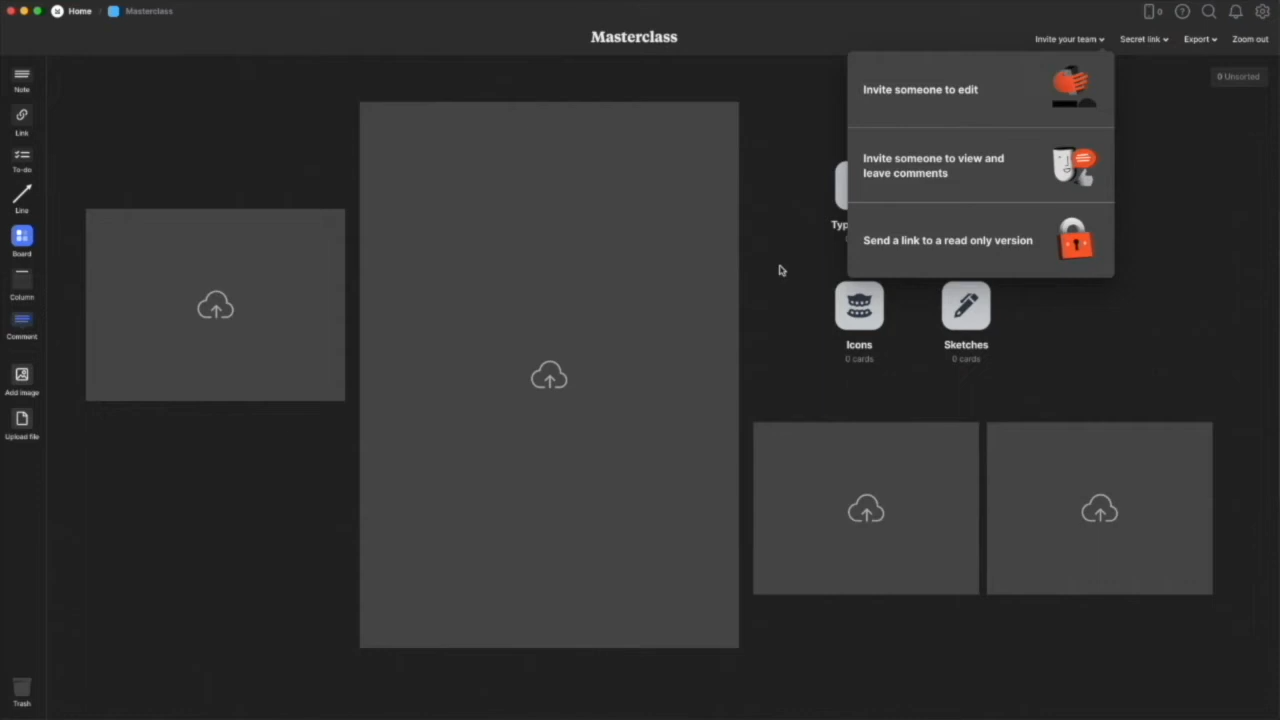 Home / Masterclass
0
Masterclass
Invite your team
Secret link
Export
Zoom out
0 Unsorted
Note
Link
To-do
Line
Board
Column
Comment
Add image
Upload file
Trash
Invite someone to edit
Invite someone to view and
leave comments
Send a link to a read only version
Typ
Icons
0 cards
Sketches
0 cards